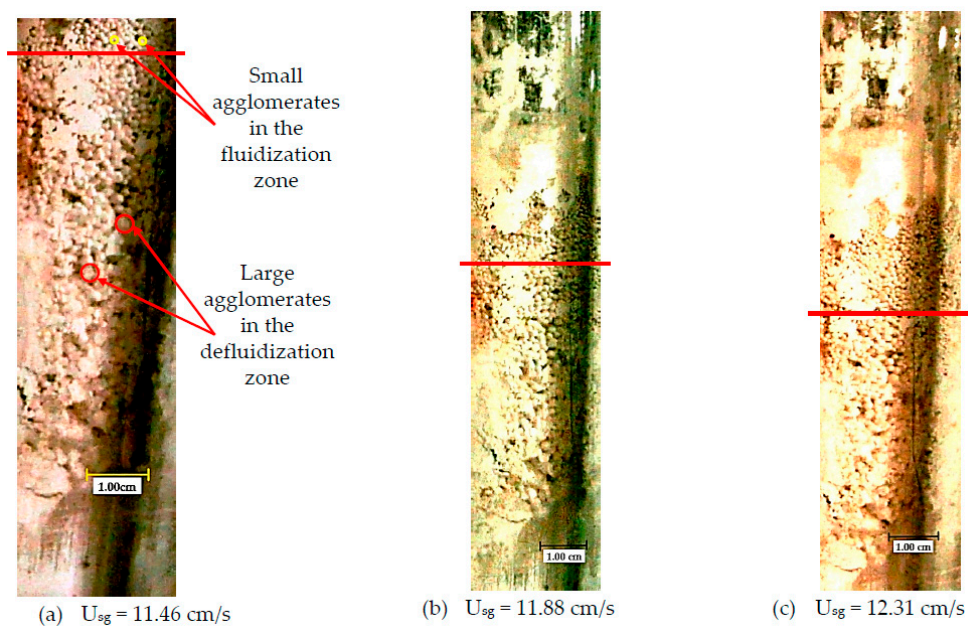 Small
agglomerates
in the
fluidization
zone
Large
agglomerates
in the
defluidization
zone
1.00cm
1.00 cm
1.00 cm
(a) Usg = 11.46 cm/s
(b) Usg = 11.88 cm/s
(c) Usg = 12.31 cm/s